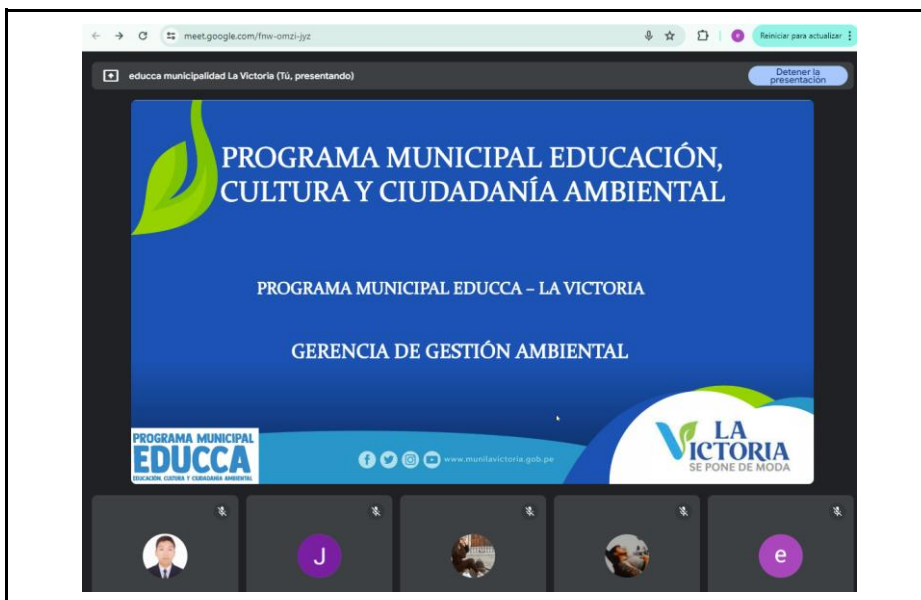 meet.google.com/fnw-omzi-jyz
e
Reiniciar para actualizar
educca municipalidad La Victoria (Tú, presentando)
Detener la
presentación
PROGRAMA MUNICIPAL EDUCACIÓN,
CULTURA Y CIUDADANÍA AMBIENTAL
PROGRAMA MUNICIPAL EDUCCA – LA VICTORIA
GERENCIA DE GESTIÓN AMBIENTAL
PROGRAMA MUNICIPAL
EDUCCA
EDUCACIÓN, CULTURA Y CIUDADANÍA AMBIENTAL
www.munilavictoria.gob.pe
LA
VICTORIA
SE PONE DE MODA
J
e